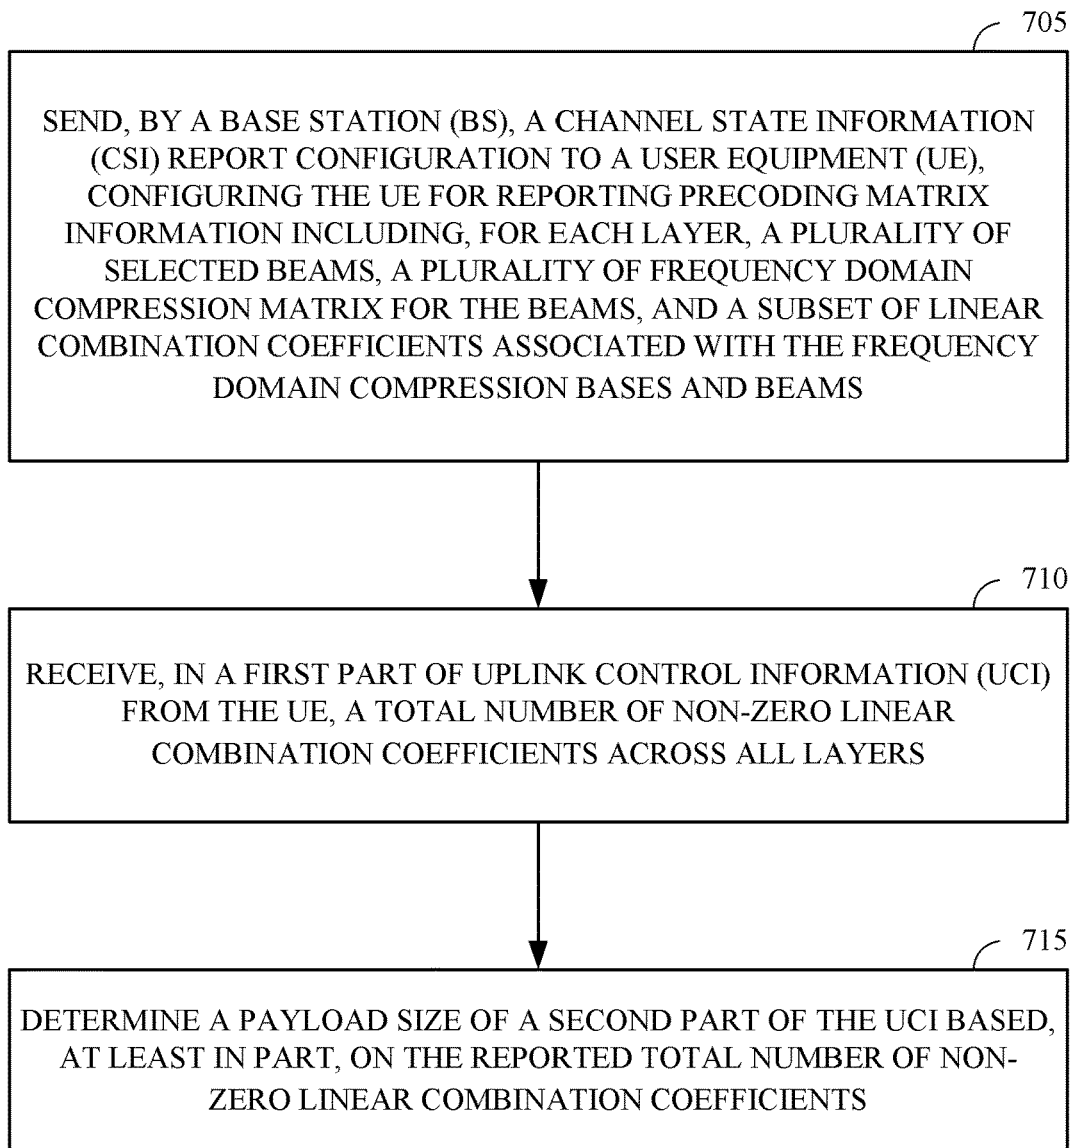 705
SEND, BY A BASE STATION (BS), A CHANNEL STATE INFORMATION
(CSI) REPORT CONFIGURATION TO A USER EQUIPMENT (UE),
CONFIGURING THE UE FOR REPORTING PRECODING MATRIX
INFORMATION INCLUDING, FOR EACH LAYER, A PLURALITY OF
SELECTED BEAMS, A PLURALITY OF FREQUENCY DOMAIN
COMPRESSION MATRIX FOR THE BEAMS, AND A SUBSET OF LINEAR
COMBINATION COEFFICIENTS ASSOCIATED WITH THE FREQUENCY
DOMAIN COMPRESSION BASES AND BEAMS
710
RECEIVE, IN A FIRST PART OF UPLINK CONTROL INFORMATION (UCI)
FROM THE UE, A TOTAL NUMBER OF NON-ZERO LINEAR
COMBINATION COEFFICIENTS ACROSS ALL LAYERS
715
DETERMINE A PAYLOAD SIZE OF A SECOND PART OF THE UCI BASED,
AT LEAST IN PART, ON THE REPORTED TOTAL NUMBER OF NON-
ZERO LINEAR COMBINATION COEFFICIENTS